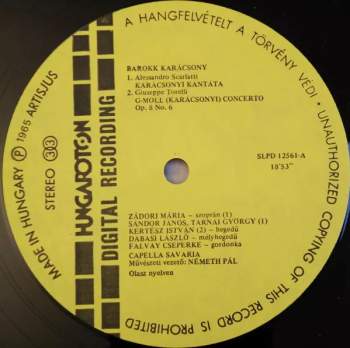 A HANGFELVÉTELT A TÖRVÉNY VÉDI · UNAUTHORIZED COPYING OF THIS RECORD IS PROHIBITED
MADE IN HUNGARY Ⓟ 1985 ARTISJUS
STEREO 33
HUNGAROTON
DIGITAL RECORDING
BAROKK KARÁCSONY
1. Alessandro Scarlatti
KARÁCSONYI KANTÁTA
2. Giuseppe Torelli
G-MOLL (KARÁCSONYI) CONCERTO
Op. 8 No. 6
SLPD 12561-A
18'53"
ZÁDORI MÁRIA – szoprán (1)
SÁNDOR JÁNOS, TARNAI GYÖRGY (1)
KERTÉSZ ISTVÁN (2) – hegedű
DABASI LÁSZLÓ – mélyhegedű
FALVAY CSEPERKE – gordonka
CAPELLA SAVARIA
Művészeti vezető: NÉMETH PÁL
Olasz nyelven